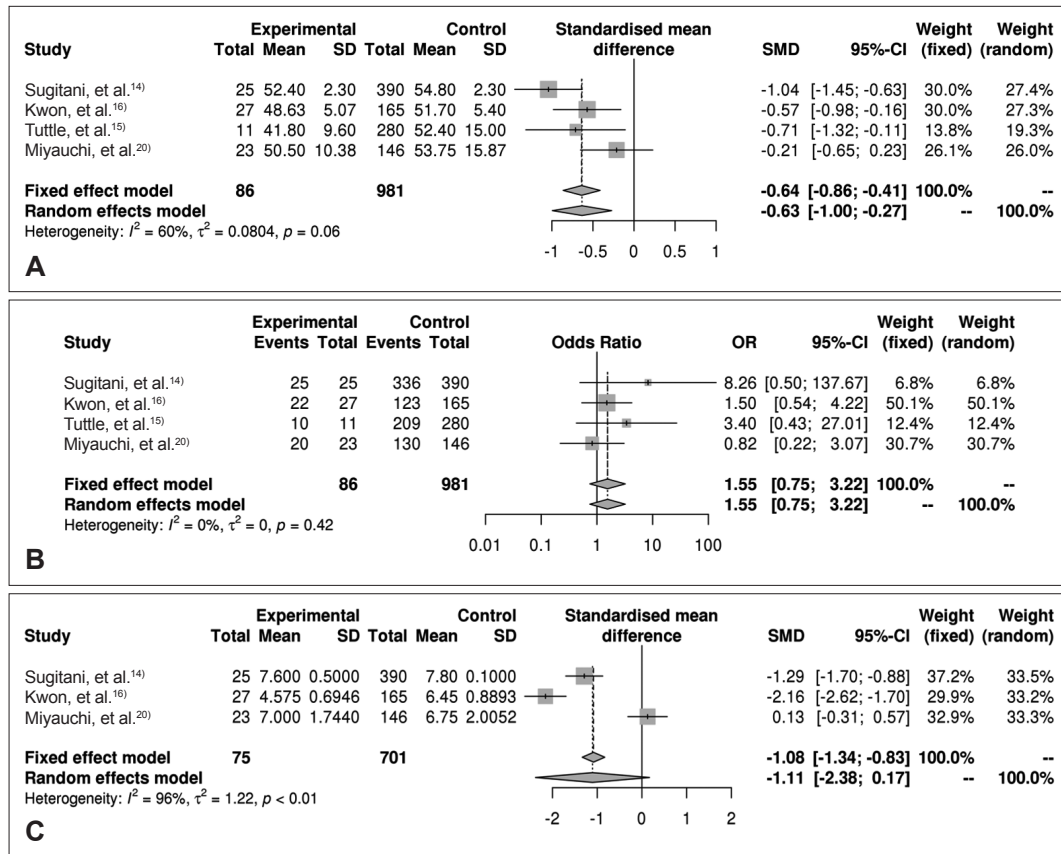 Experimental Control Standardised mean Weight Weight
Study Total Mean SD Total Mean SD difference SMD 95%-CI (fixed) (random)
Sugitani, et al.14) 25 52.40 2.30 390 54.80 2.30 -1.04 [-1.45; -0.63] 30.0% 27.4%
Kwon, et al.16) 27 48.63 5.07 165 51.70 5.40 -0.57 [-0.98; -0.16] 30.0% 27.3%
Tuttle, et al.15) 11 41.80 9.60 280 52.40 15.00 -0.71 [-1.32; -0.11] 13.8% 19.3%
Miyauchi, et al.20) 23 50.50 10.38 146 53.75 15.87 -0.21 [-0.65; 0.23] 26.1% 26.0%
Fixed effect model 86 981 -0.64 [-0.86; -0.41] 100.0% --
Random effects model -0.63 [-1.00; -0.27] -- 100.0%
Heterogeneity: I² = 60%, τ² = 0.0804, p = 0.06
-1 -0.5 0 0.5 1
A
Experimental Control Weight Weight
Study Events Total Events Total Odds Ratio OR 95%-CI (fixed) (random)
Sugitani, et al.14) 25 25 336 390 8.26 [0.50; 137.67] 6.8% 6.8%
Kwon, et al.16) 22 27 123 165 1.50 [0.54; 4.22] 50.1% 50.1%
Tuttle, et al.15) 10 11 209 280 3.40 [0.43; 27.01] 12.4% 12.4%
Miyauchi, et al.20) 20 23 130 146 0.82 [0.22; 3.07] 30.7% 30.7%
Fixed effect model 86 981 1.55 [0.75; 3.22] 100.0% --
Random effects model 1.55 [0.75; 3.22] -- 100.0%
Heterogeneity: I² = 0%, τ² = 0, p = 0.42
0.01 0.1 1 10 100
B
Experimental Control Standardised mean Weight Weight
Study Total Mean SD Total Mean SD difference SMD 95%-CI (fixed) (random)
Sugitani, et al.14) 25 7.600 0.5000 390 7.80 0.1000 -1.29 [-1.70; -0.88] 37.2% 33.5%
Kwon, et al.16) 27 4.575 0.6946 165 6.45 0.8893 -2.16 [-2.62; -1.70] 29.9% 33.2%
Miyauchi, et al.20) 23 7.000 1.7440 146 6.75 2.0052 0.13 [-0.31; 0.57] 32.9% 33.3%
Fixed effect model 75 701 -1.08 [-1.34; -0.83] 100.0% --
Random effects model -1.11 [-2.38; 0.17] -- 100.0%
Heterogeneity: I² = 96%, τ² = 1.22, p < 0.01
-2 -1 0 1 2
C